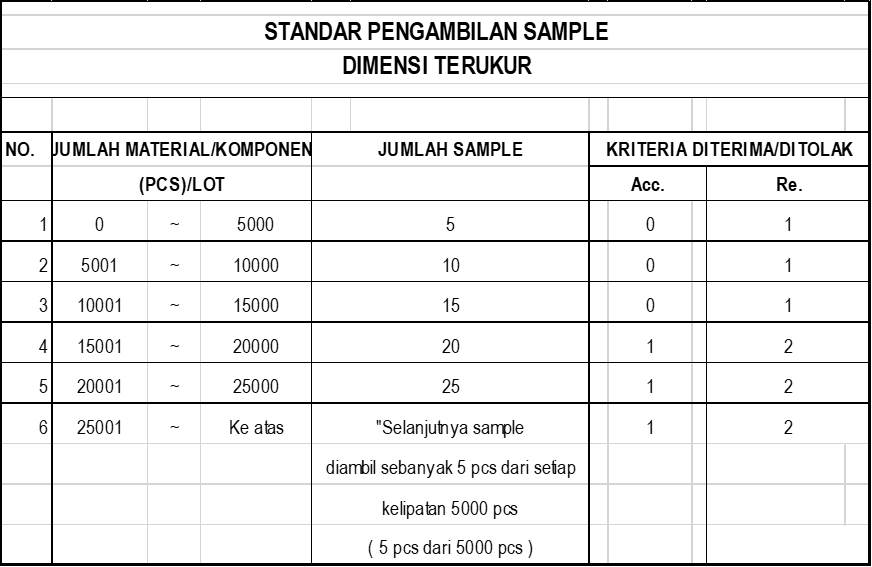 STANDAR PENGAMBILAN SAMPLE
DIMENSI TERUKUR
NO. JUMLAH MATERIAL/KOMPONEN JUMLAH SAMPLE KRITERIA DITERIMA/DITOLAK
(PCS)/LOT Acc. Re.
1 0 ~ 5000 5 0 1
2 5001 ~ 10000 10 0 1
3 10001 ~ 15000 15 0 1
4 15001 ~ 20000 20 1 2
5 20001 ~ 25000 25 1 2
6 25001 ~ Ke atas "Selanjutnya sample 1 2
diambil sebanyak 5 pcs dari setiap
kelipatan 5000 pcs
( 5 pcs dari 5000 pcs )